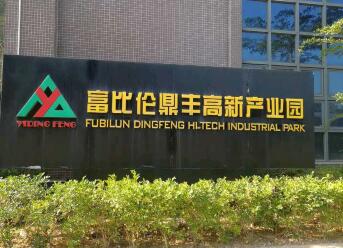 富比伦鼎丰高新产业园
FUBILUN DINGFENG HI.TECH INDUSTRIAL PARK
YIDING FENG